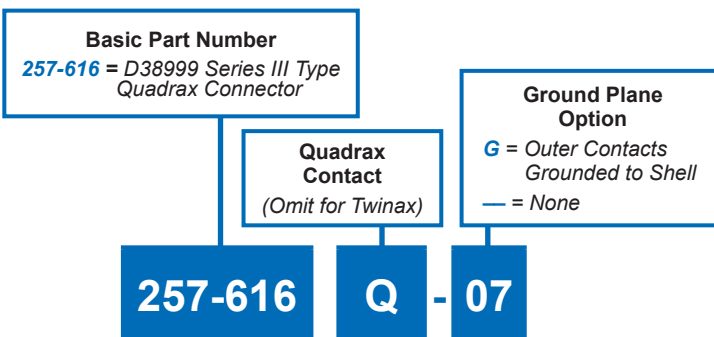 Basic Part Number
257-616 = D38999 Series III Type
Quadrax Connector
Quadrax
Contact
(Omit for Twinax)
Ground Plane
Option
G = Outer Contacts
Grounded to Shell
— = None
257-616 Q - 07